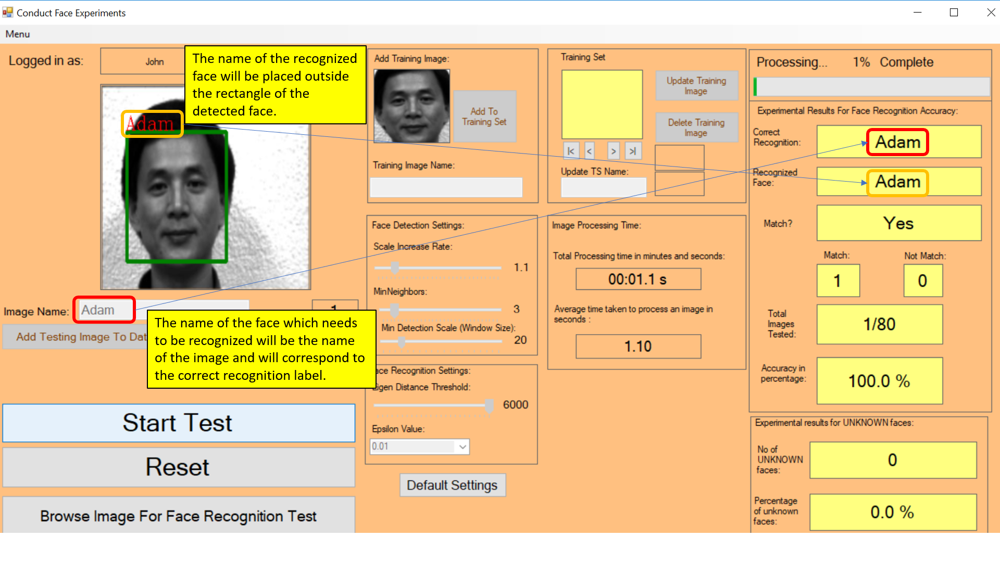 Conduct Face Experiments
Menu
Logged in as:
John
The name of the recognized
face will be placed outside
the rectangle of the
detected face.
Adam
Image Name:
Adam
1
Add Testing Image To Dat
The name of the face which needs
to be recognized will be the name
of the image and will correspond to
the correct recognition label.
Start Test
Reset
Browse Image For Face Recognition Test
Add Training Image:
Add To
Training Set
Training Image Name:
Face Detection Settings:
Scale Increase Rate:
1.1
MinNeighbors:
3
Min Detection Scale (Window Size):
20
ace Recognition Settings:
Eigen Distance Threshold:
6000
Epsilon Value:
0.01
Default Settings
Training Set
Update Training
Image
Delete Training
Image
|<
<
>
>|
Update TS Name:
Image Processing Time:
Total Processing time in minutes and seconds:
00:01.1 s
Average time taken to process an image in
seconds :
1.10
Processing... 1% Complete
Experimental Results For Face Recognition Accuracy:
Correct
Recognition:
Adam
Recognized
Face:
Adam
Match?
Yes
Match:
Not Match:
1
0
Total
Images
Tested:
1/80
Accuracy in
percentage:
100.0 %
Experimental results for UNKNOWN faces:
No of
UNKNOWN
faces:
0
Percentage
of unknown
faces:
0.0 %